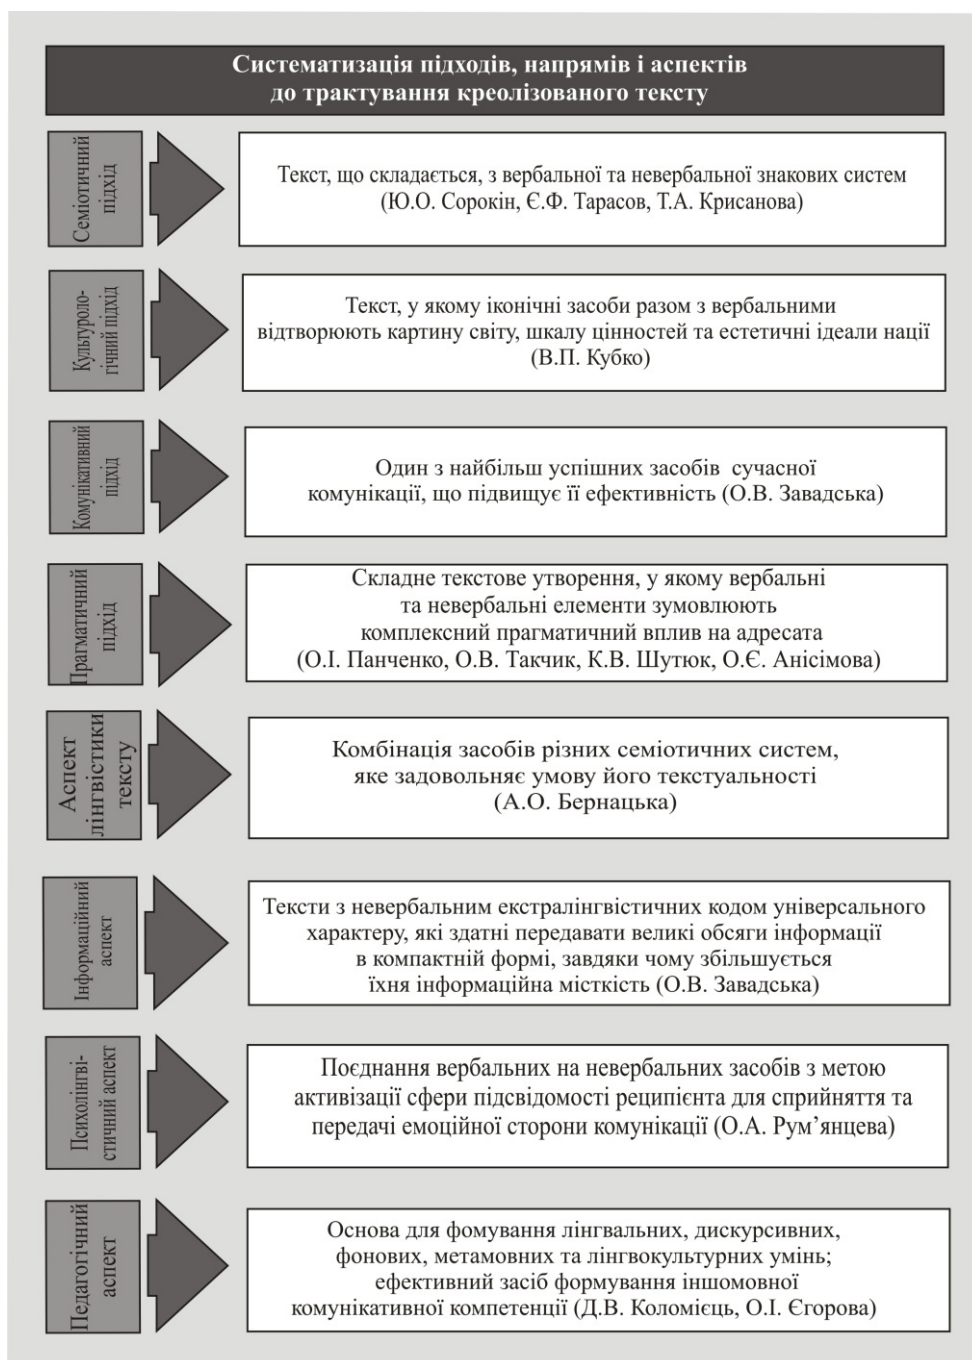 Систематизація підходів, напрямів і аспектів
до трактування креолізованого тексту
Семіотичний
підхід
Текст, що складається, з вербальної та невербальної знакових систем
(Ю.О. Сорокін, Є.Ф. Тарасов, Т.А. Крисанова)
Культуроло-
гічний підхід
Текст, у якому іконічні засоби разом з вербальними
відтворюють картину світу, шкалу цінностей та естетичні ідеали нації
(В.П. Кубко)
Комунікативний
підхід
Один з найбільш успішних засобів сучасної
комунікації, що підвищує її ефективність (О.В. Завадська)
Прагматичний
підхід
Складне текстове утворення, у якому вербальні
та невербальні елементи зумовлюють
комплексний прагматичний вплив на адресата
(О.І. Панченко, О.В. Такчик, К.В. Шутюк, О.Є. Анісімова)
Аспект
лінгвістики
тексту
Комбінація засобів різних семіотичних систем,
яке задовольняє умову його текстуальності
(А.О. Бернацька)
Інформаційний
аспект
Тексти з невербальним екстралінгвістичних кодом універсального
характеру, які здатні передавати великі обсяги інформації
в компактній формі, завдяки чому збільшується
їхня інформаційна місткість (О.В. Завадська)
Психолінгві-
стичний аспект
Поєднання вербальних на невербальних засобів з метою
активізації сфери підсвідомості реципієнта для сприйняття та
передачі емоційної сторони комунікації (О.А. Рум’янцева)
Педагогічний
аспект
Основа для фомування лінгвальних, дискурсивних,
фонових, метамовних та лінгвокультурних умінь;
ефективний засіб формування іншомовної
комунікативної компетенції (Д.В. Коломієць, О.І. Єгорова)